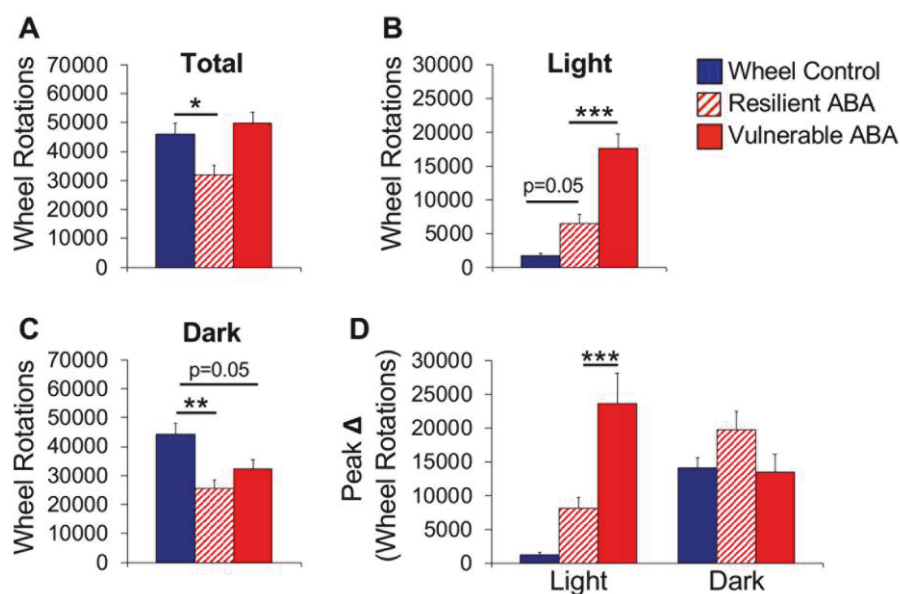 A
Total
Wheel Rotations
70000
60000
50000
40000
30000
20000
10000
0
*
B
Light
Wheel Rotations
30000
25000
20000
15000
10000
5000
0
p=0.05
***
Wheel Control
Resilient ABA
Vulnerable ABA
C
Dark
Wheel Rotations
70000
60000
50000
40000
30000
20000
10000
0
p=0.05
**
D
Peak Δ
(Wheel Rotations)
30000
25000
20000
15000
10000
5000
0
***
Light
Dark